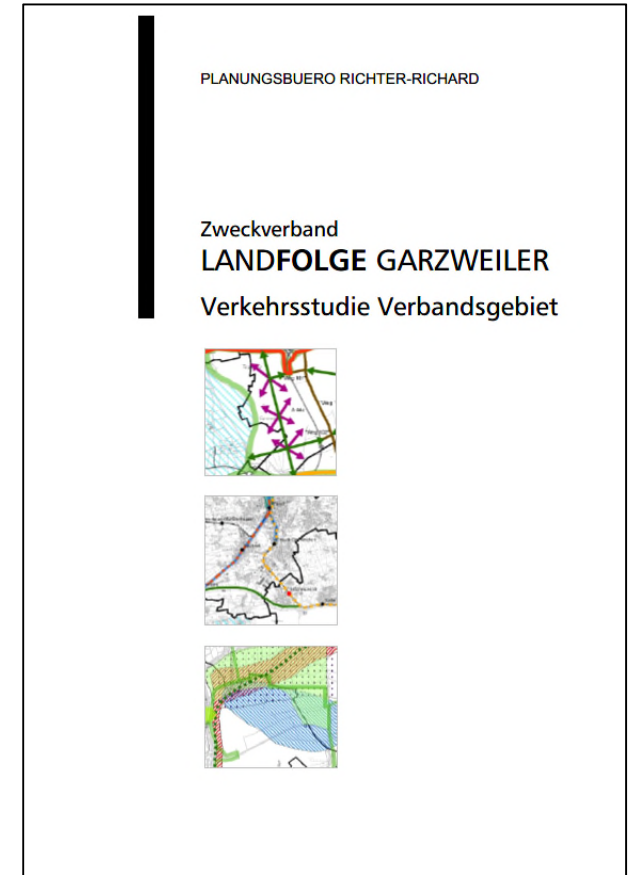 PLANUNGSBUERO RICHTER-RICHARD
Zweckverband
LANDFOLGE GARZWEILER
Verkehrsstudie Verbandsgebiet